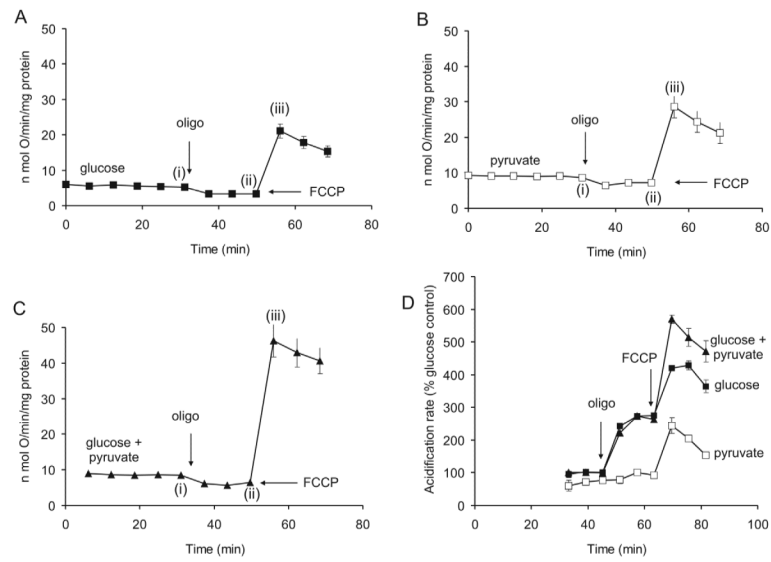 A
n mol O/min/mg protein
50
40
30
20
10
0
0
20
40
60
80
Time (min)
glucose
oligo
(i)
(ii)
(iii)
FCCP
B
n mol O/min/mg protein
50
40
30
20
10
0
0
20
40
60
80
Time (min)
pyruvate
oligo
(i)
(ii)
(iii)
FCCP
C
n mol O/min/mg protein
50
40
30
20
10
0
0
20
40
60
80
Time (min)
glucose +
pyruvate
oligo
(i)
(ii)
(iii)
FCCP
D
Acidification rate (% glucose control)
700
600
500
400
300
200
100
0
0
20
40
60
80
100
Time (min)
oligo
FCCP
glucose +
pyruvate
glucose
pyruvate